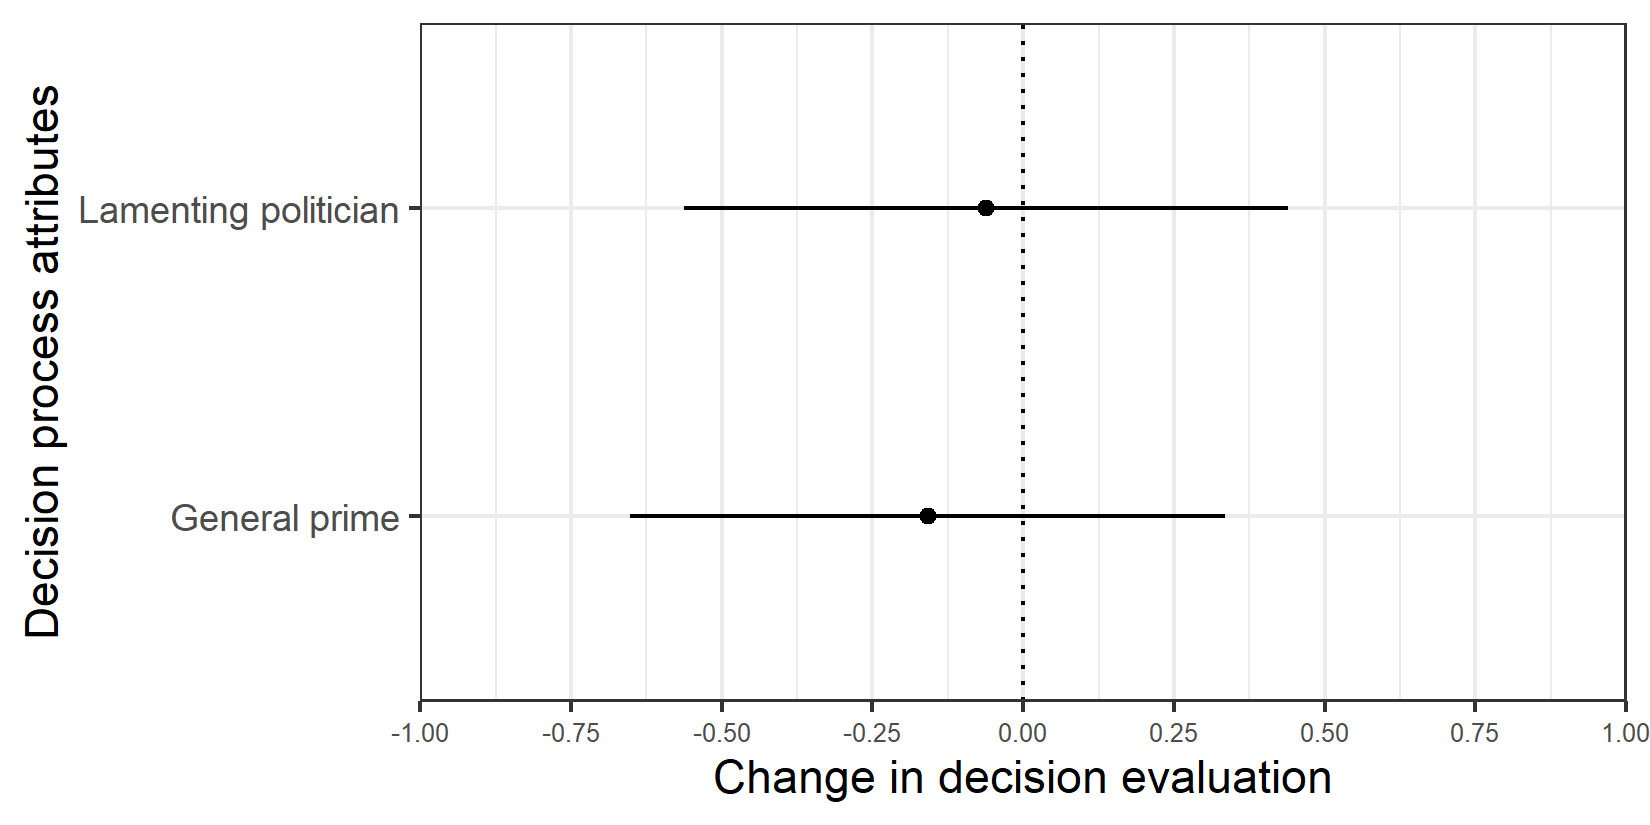 Decision process attributes
Lamenting politician
General prime
-1.00 -0.75 -0.50 -0.25 0.00 0.25 0.50 0.75 1.00
Change in decision evaluation